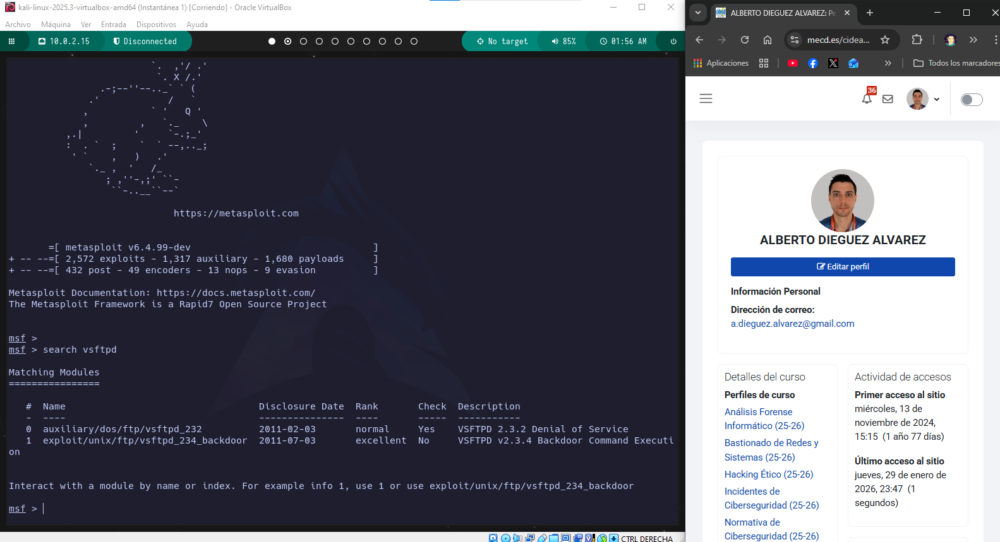 kali-linux-2025.3-virtualbox-amd64 (Instantánea 1) [Corriendo] - Oracle VirtualBox
Archivo Máquina Ver Entrada Dispositivos Ayuda
10.0.2.15 Disconnected No target 85% 01:56 AM
https://metasploit.com
=[ metasploit v6.4.99-dev ]
+ -- --=[ 2,572 exploits - 1,317 auxiliary - 1,680 payloads ]
+ -- --=[ 432 post - 49 encoders - 13 nops - 9 evasion ]
Metasploit Documentation: https://docs.metasploit.com/
The Metasploit Framework is a Rapid7 Open Source Project
msf >
msf > search vsftpd
Matching Modules
================
# Name Disclosure Date Rank Check Description
- ---- --------------- ---- ----- -----------
0 auxiliary/dos/ftp/vsftpd_232 2011-02-03 normal Yes VSFTPD 2.3.2 Denial of Service
1 exploit/unix/ftp/vsftpd_234_backdoor 2011-07-03 excellent No VSFTPD v2.3.4 Backdoor Command Executi
on
Interact with a module by name or index. For example info 1, use 1 or use exploit/unix/ftp/vsftpd_234_backdoor
msf >
CTRL DERECHA
ALBERTO DIEGUEZ ALVAREZ: Pe
mecd.es/cidea...
Aplicaciones Todos los marcadores
36
ALBERTO DIEGUEZ ALVAREZ
Editar perfil
Información Personal
Dirección de correo:
a.dieguez.alvarez@gmail.com
Detalles del curso
Perfiles de curso
Análisis Forense
Informático (25-26)
Bastionado de Redes y
Sistemas (25-26)
Hacking Ético (25-26)
Incidentes de
Ciberseguridad (25-26)
Normativa de
Ciberseguridad (25-26)
Actividad de accesos
Primer acceso al sitio
miércoles, 13 de
noviembre de 2024,
15:15 (1 año 77 días)
Último acceso al sitio
jueves, 29 de enero de
2026, 23:47 (1
segundos)